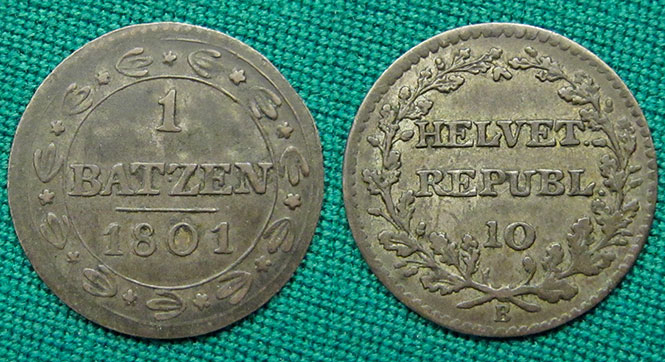 1
BATZEN
1801
HELVET.
REPUBL.
10
B